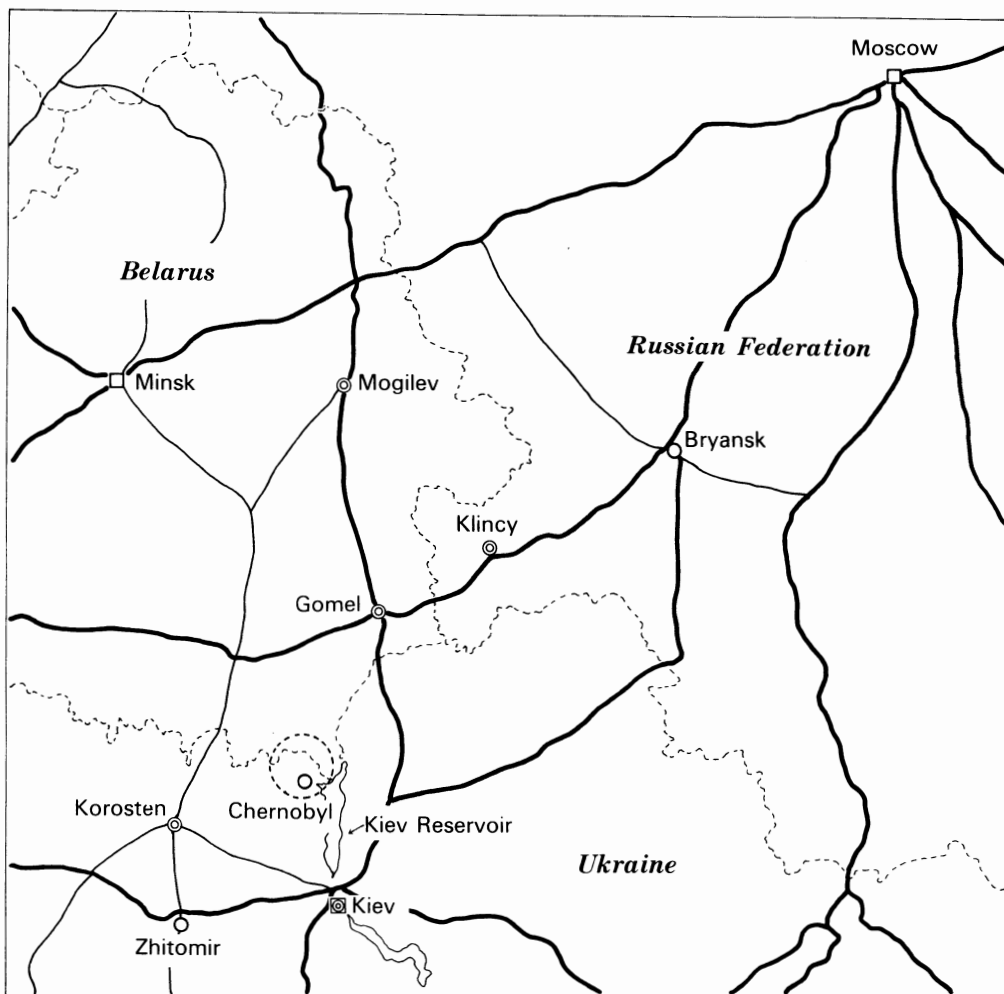 Moscow
Belarus
Russian Federation
Minsk
Mogilev
Bryansk
Klincy
Gomel
Korosten
Chernobyl
Kiev Reservoir
Ukraine
Kiev
Zhitomir